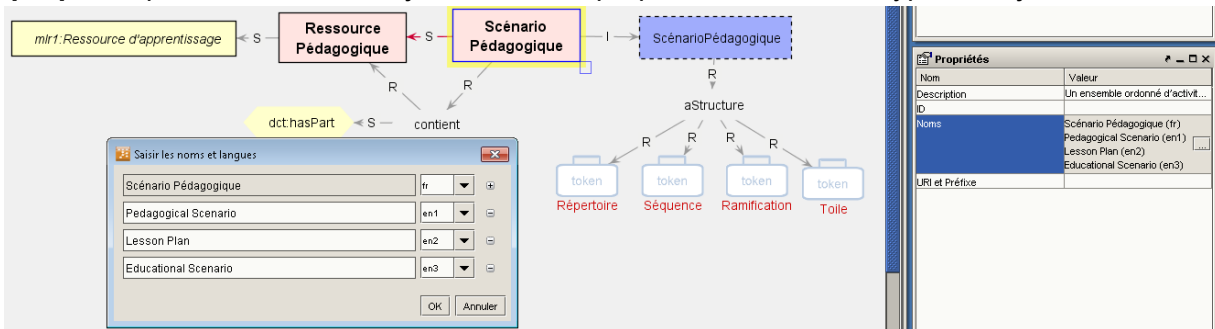 mlr1:Ressource d'apprentissage
S
Ressource
Pédagogique
S
Scénario
Pédagogique
I
ScénarioPédagogique
R
R
R
dct:hasPart
S
contient
aStructure
R
R
R
R
token
token
token
token
Répertoire
Séquence
Ramification
Toile
Saisir les noms et langues
Scénario Pédagogique
fr
Pedagogical Scenario
en1
Lesson Plan
en2
Educational Scenario
en3
OK
Annuler
Propriétés
Nom
Valeur
Description
Un ensemble ordonné d'activit...
ID
Noms
Scénario Pédagogique (fr)
Pedagogical Scenario (en1)
Lesson Plan (en2)
Educational Scenario (en3)
...
URI et Préfixe